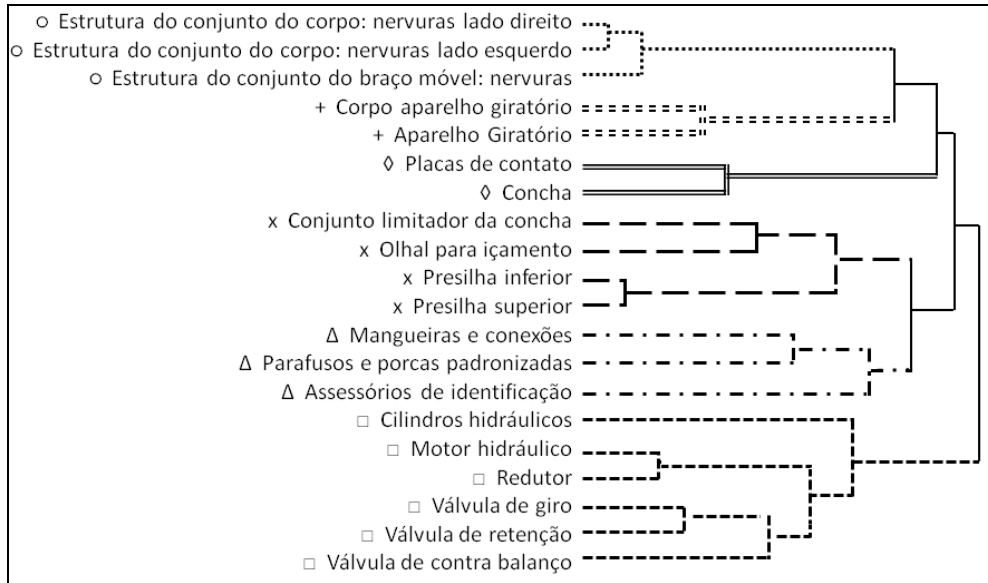 ○ Estrutura do conjunto do corpo: nervuras lado direito
○ Estrutura do conjunto do corpo: nervuras lado esquerdo
○ Estrutura do conjunto do braço móvel: nervuras
+ Corpo aparelho giratório
+ Aparelho Giratório
◊ Placas de contato
◊ Concha
x Conjunto limitador da concha
x Olhal para içamento
x Presilha inferior
x Presilha superior
Δ Mangueiras e conexões
Δ Parafusos e porcas padronizadas
Δ Assessórios de identificação
□ Cilindros hidráulicos
□ Motor hidráulico
□ Redutor
□ Válvula de giro
□ Válvula de retenção
□ Válvula de contra balanço